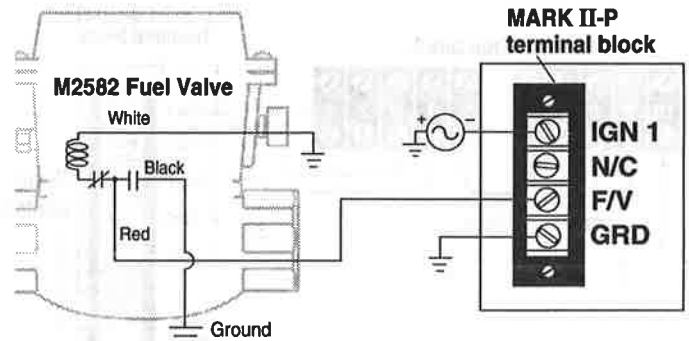 MARK II-P
terminal block
M2582 Fuel Valve
White
Black
Red
Ground
+
−
IGN 1
N/C
F/V
GRD